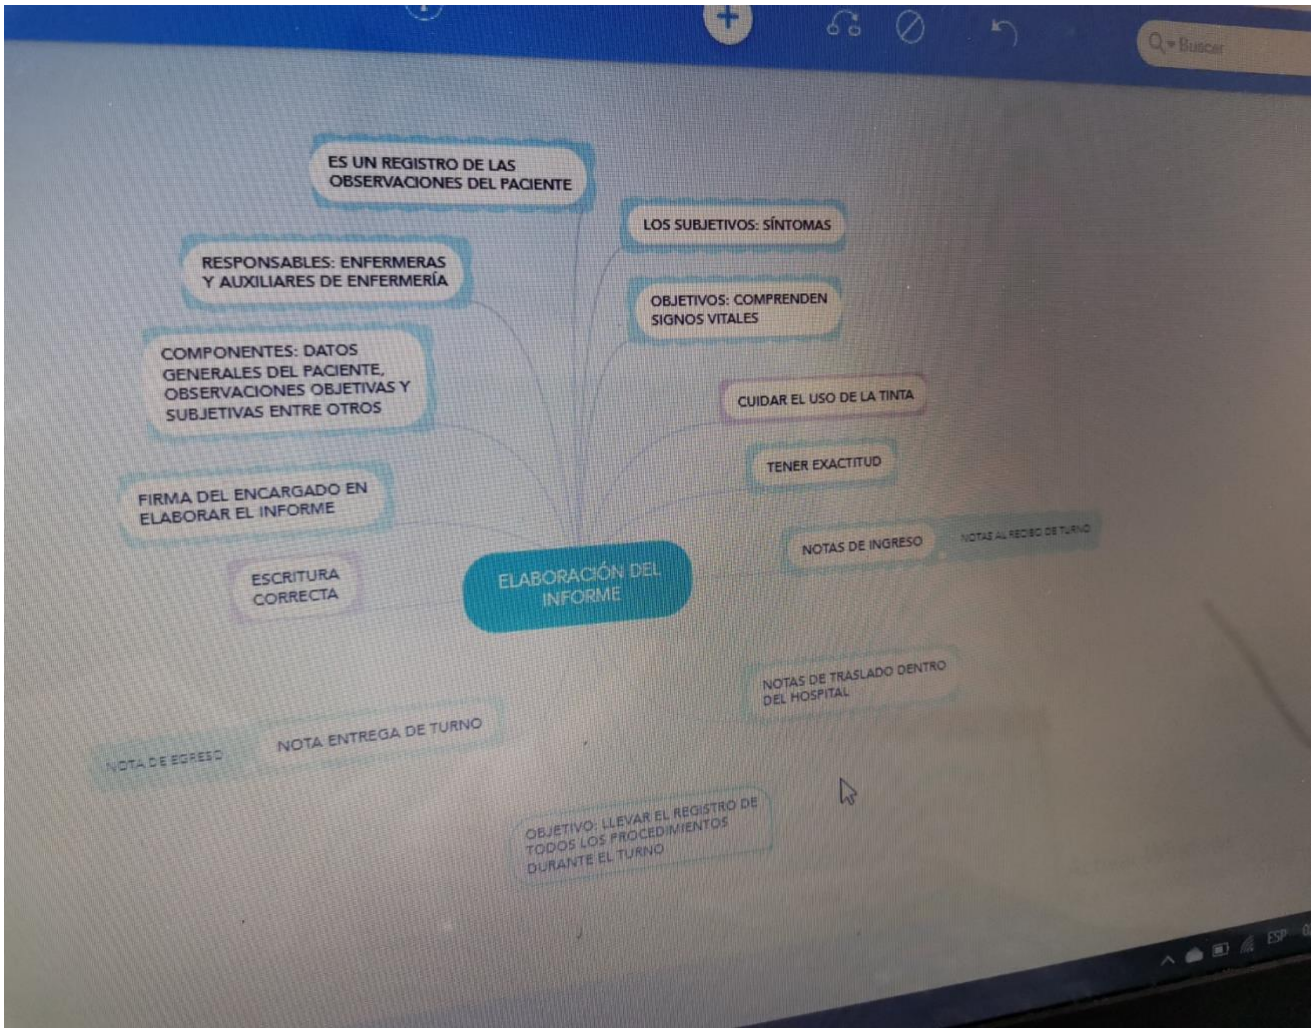 Buscar
ES UN REGISTRO DE LAS
OBSERVACIONES DEL PACIENTE
LOS SUBJETIVOS: SÍNTOMAS
RESPONSABLES: ENFERMERAS
Y AUXILIARES DE ENFERMERÍA
OBJETIVOS: COMPRENDEN
SIGNOS VITALES
COMPONENTES: DATOS
GENERALES DEL PACIENTE,
OBSERVACIONES OBJETIVAS Y
SUBJETIVAS ENTRE OTROS
CUIDAR EL USO DE LA TINTA
TENER EXACTITUD
FIRMA DEL ENCARGADO EN
ELABORAR EL INFORME
NOTAS DE INGRESO
NOTAS AL RECIBO DE TURNO
ESCRITURA
CORRECTA
ELABORACIÓN DEL
INFORME
NOTAS DE TRASLADO DENTRO
DEL HOSPITAL
NOTA ENTREGA DE TURNO
NOTA DE EGRESO
OBJETIVO: LLEVAR EL REGISTRO DE
TODOS LOS PROCEDIMIENTOS
DURANTE EL TURNO
ESP